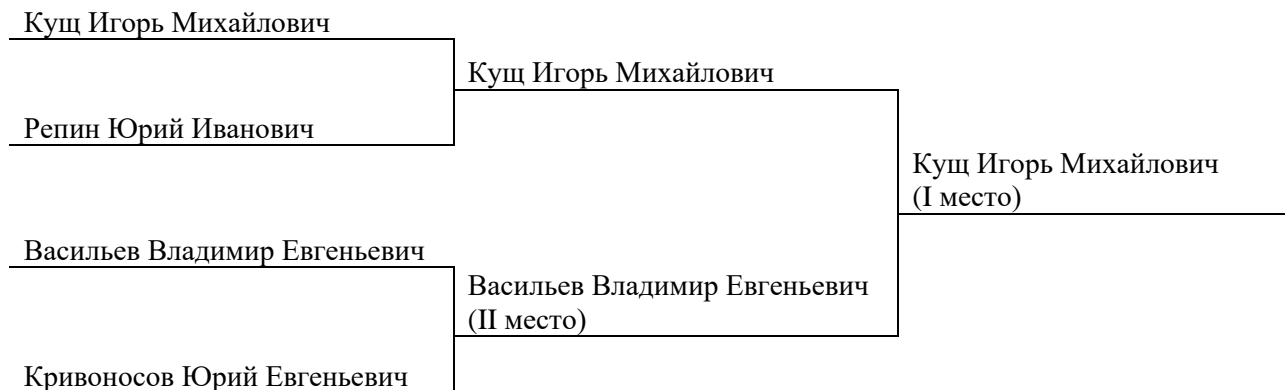 Кущ Игорь Михайлович
Кущ Игорь Михайлович
Репин Юрий Иванович
Кущ Игорь Михайлович
(I место)
Васильев Владимир Евгеньевич
Васильев Владимир Евгеньевич
(II место)
Кривоносов Юрий Евгеньевич